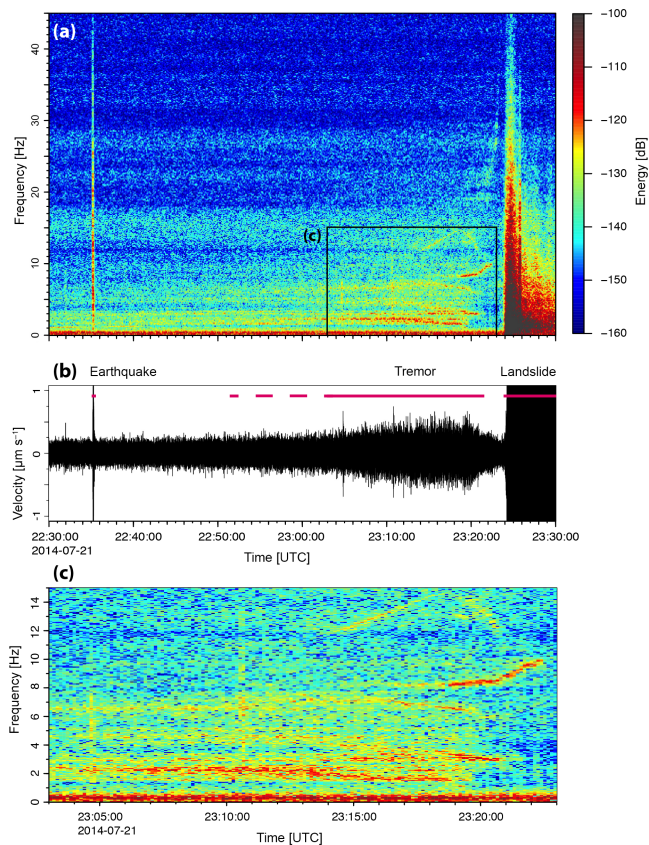 (a)
Frequency [Hz]
0
10
20
30
40
(c)
−100
−110
−120
−130
−140
−150
−160
Energy [dB]
(b)
Earthquake
Tremor
Landslide
Velocity [µm s⁻¹]
1
0
-1
22:30:00
22:40:00
22:50:00
23:00:00
23:10:00
23:20:00
23:30:00
2014-07-21
Time [UTC]
(c)
Frequency [Hz]
0
2
4
6
8
10
12
14
23:05:00
23:10:00
23:15:00
23:20:00
2014-07-21
Time [UTC]